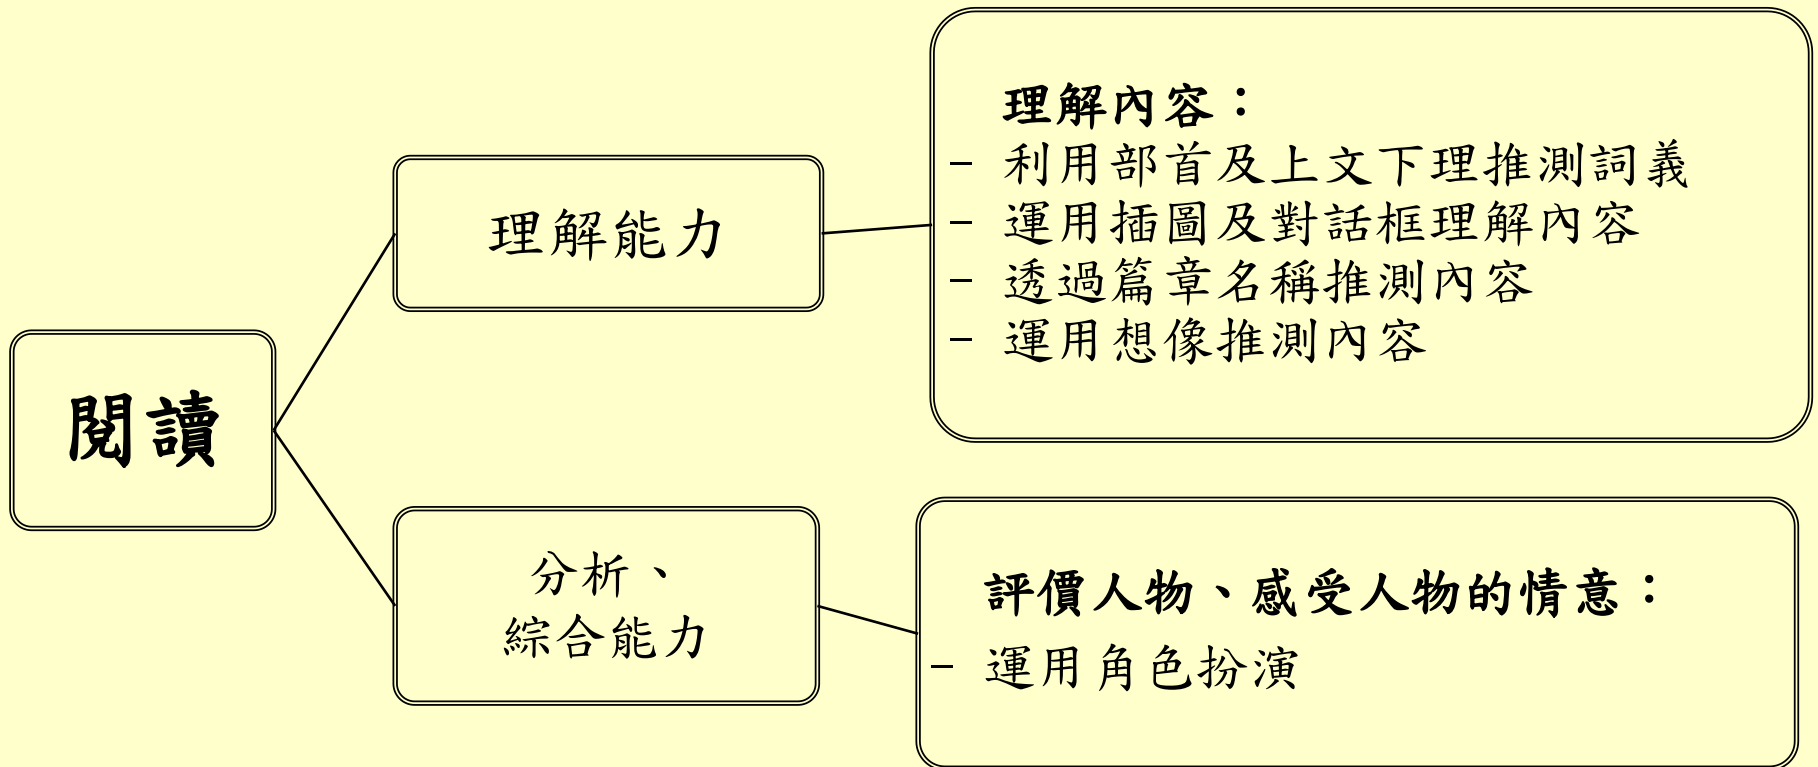 閱讀
理解能力
理解內容：
- 利用部首及上文下理推測詞義
- 運用插圖及對話框理解內容
- 透過篇章名稱推測內容
- 運用想像推測內容
分析、
綜合能力
評價人物、感受人物的情意：
- 運用角色扮演